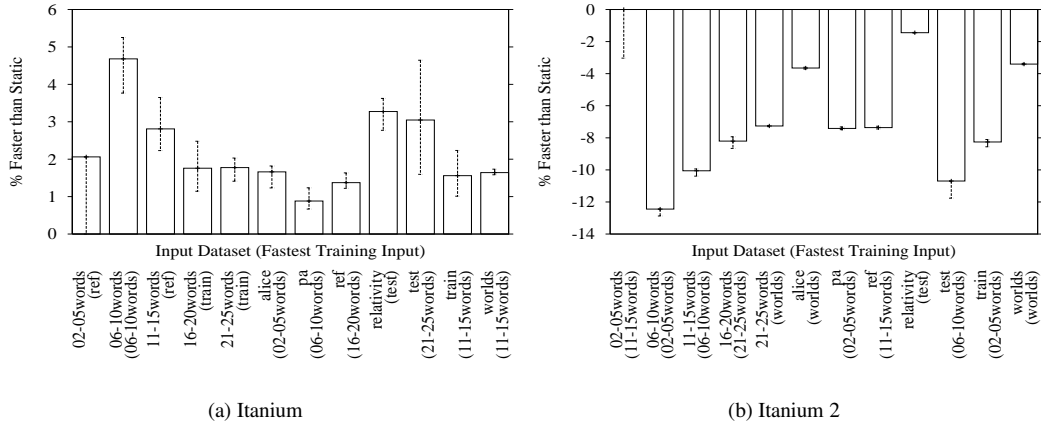 6
5
4
3
2
1
0
% Faster than Static
Input Dataset (Fastest Training Input)
02-05words
(ref)
06-10words
(06-10words)
11-15words
(ref)
16-20words
(train)
21-25words
(train)
alice
(02-05words)
pa
(06-10words)
ref
(16-20words)
relativity
(test)
test
(21-25words)
train
(11-15words)
worlds
(11-15words)
(a) Itanium
0
-2
-4
-6
-8
-10
-12
-14
% Faster than Static
Input Dataset (Fastest Training Input)
02-05words
(11-15words)
06-10words
(02-05words)
11-15words
(06-10words)
16-20words
(21-25words)
21-25words
(worlds)
alice
(worlds)
pa
(02-05words)
ref
(11-15words)
relativity
(test)
test
(06-10words)
train
(02-05words)
worlds
(worlds)
(b) Itanium 2